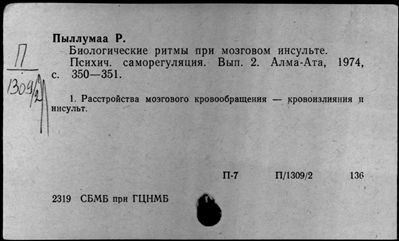 Пыллумаа Р.
Биологические ритмы при мозговом инсульте.
Психич. саморегуляция. Вып. 2. Алма-Ата, 1974,
с. 350—351.
П
1309/2
1. Расстройства мозгового кровообращения — кровоизлияния и
инсульт.
П-7 П/1309/2 136
2319 СБМБ при ГЦНМБ